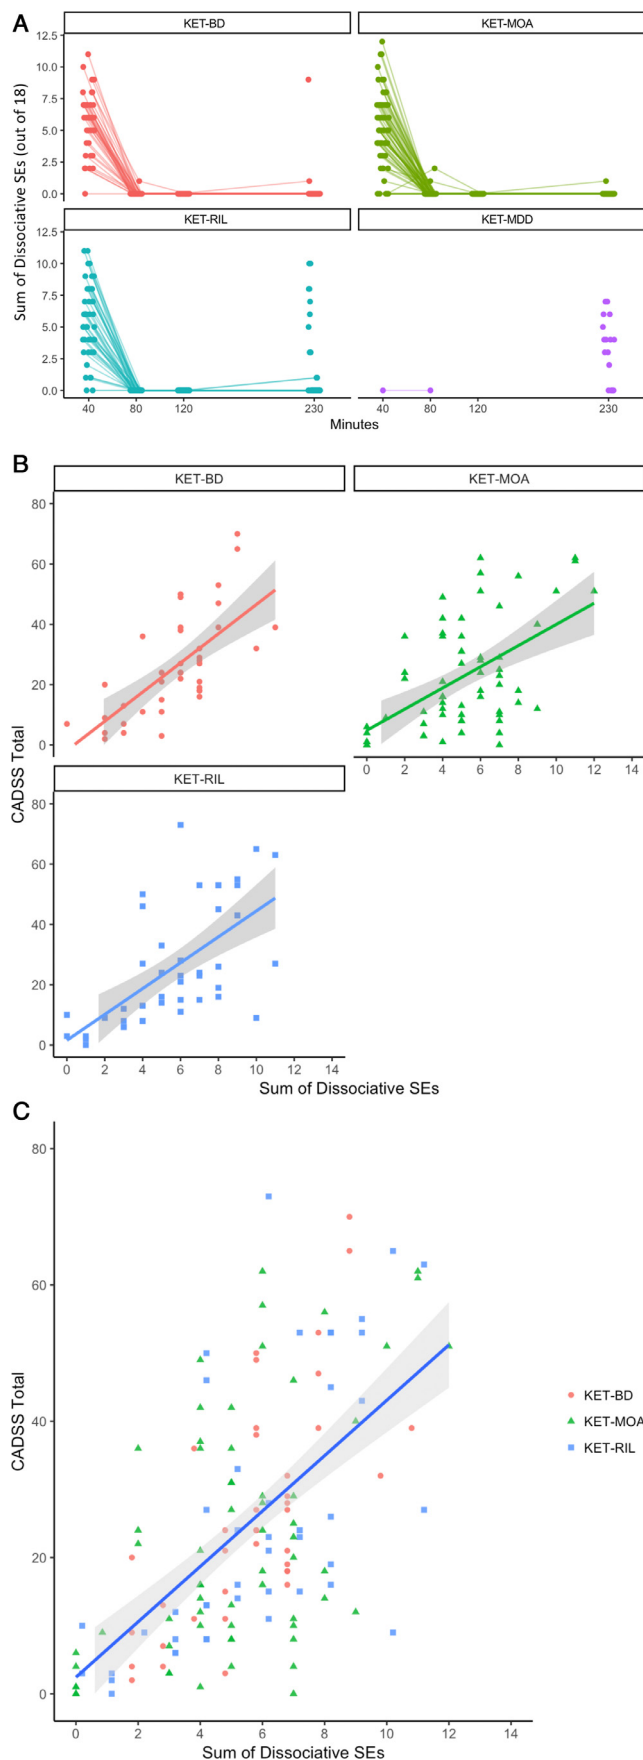 A
KET-BD
KET-MOA
12.5
10.0
7.5
5.0
2.5
0.0
Sum of Dissociative SEs (out of 18)
KET-RIL
KET-MDD
12.5
10.0
7.5
5.0
2.5
0.0
40 80 120 230
40 80 120 230
Minutes
B
KET-BD
KET-MOA
80
60
40
20
0
CADSS Total
0 2 4 6 8 10 12 14
KET-RIL
80
60
40
20
0
0 2 4 6 8 10 12 14
Sum of Dissociative SEs
C
80
60
40
20
0
CADSS Total
KET-BD
KET-MOA
KET-RIL
0 2 4 6 8 10 12 14
Sum of Dissociative SEs